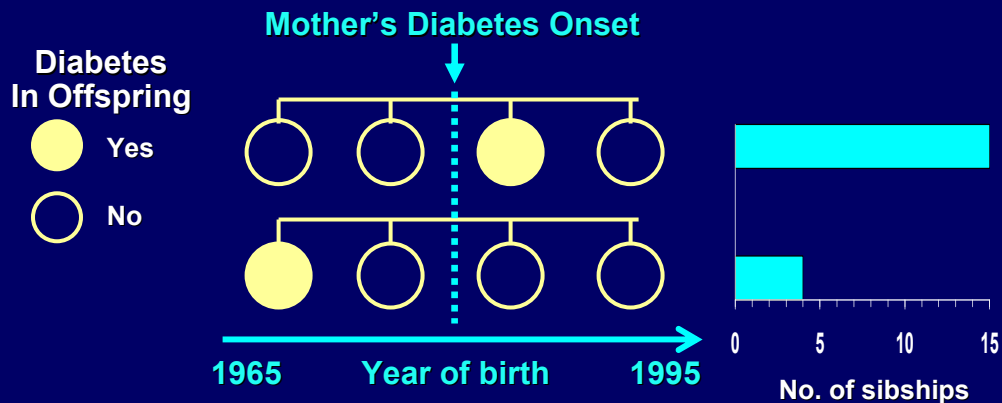 Mother's Diabetes Onset
Diabetes
In Offspring
Yes
No
1965 Year of birth 1995
0 5 10 15
No. of sibships